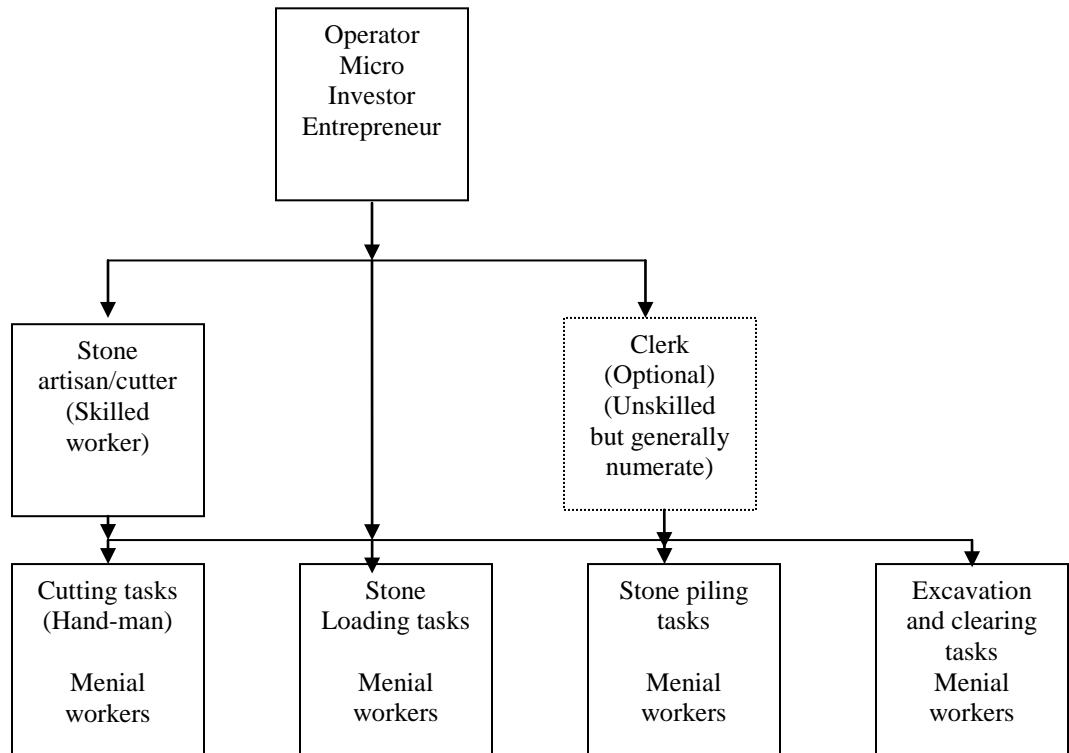 Operator
Micro
Investor
Entrepreneur
Stone
artisan/cutter
(Skilled
worker)
Clerk
(Optional)
(Unskilled
but generally
numerate)
Cutting tasks
(Hand-man)
Menial
workers
Stone
Loading tasks
Menial
workers
Stone piling
tasks
Menial
workers
Excavation
and clearing
tasks
Menial
workers